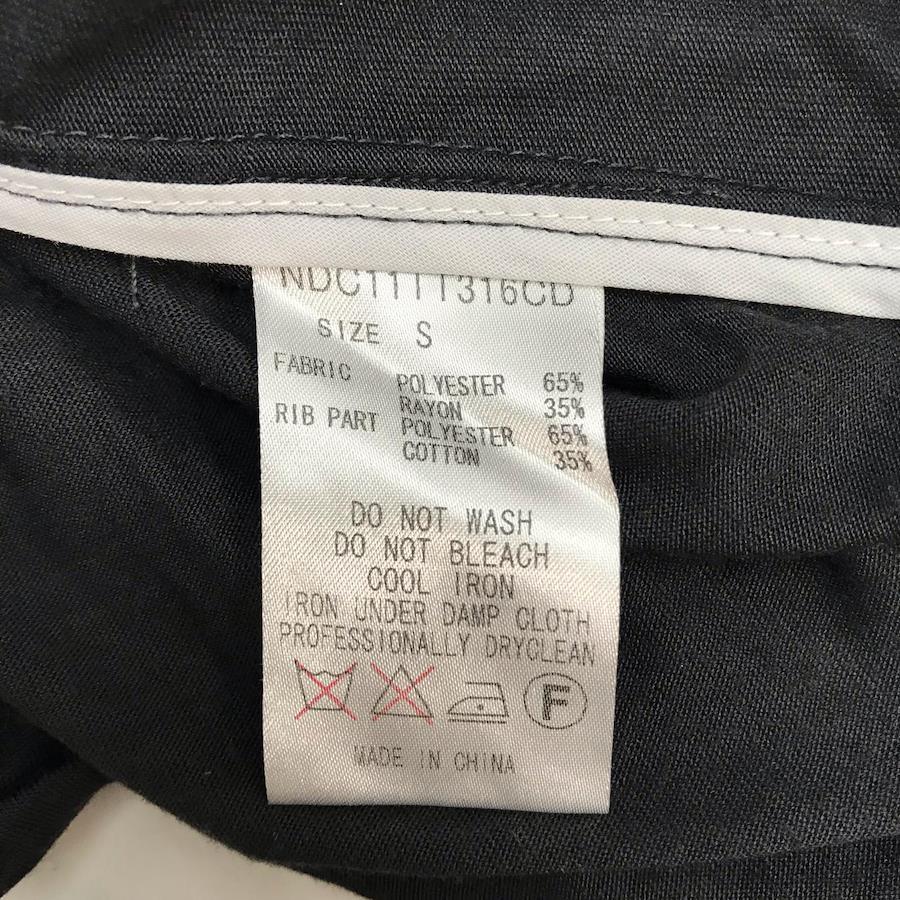 NDC1111316CD
SIZE S
FABRIC POLYESTER 65%
RAYON 35%
RIB PART POLYESTER 65%
COTTON 35%
DO NOT WASH
DO NOT BLEACH
COOL IRON
IRON UNDER DAMP CLOTH
PROFESSIONALLY DRYCLEAN
F
MADE IN CHINA